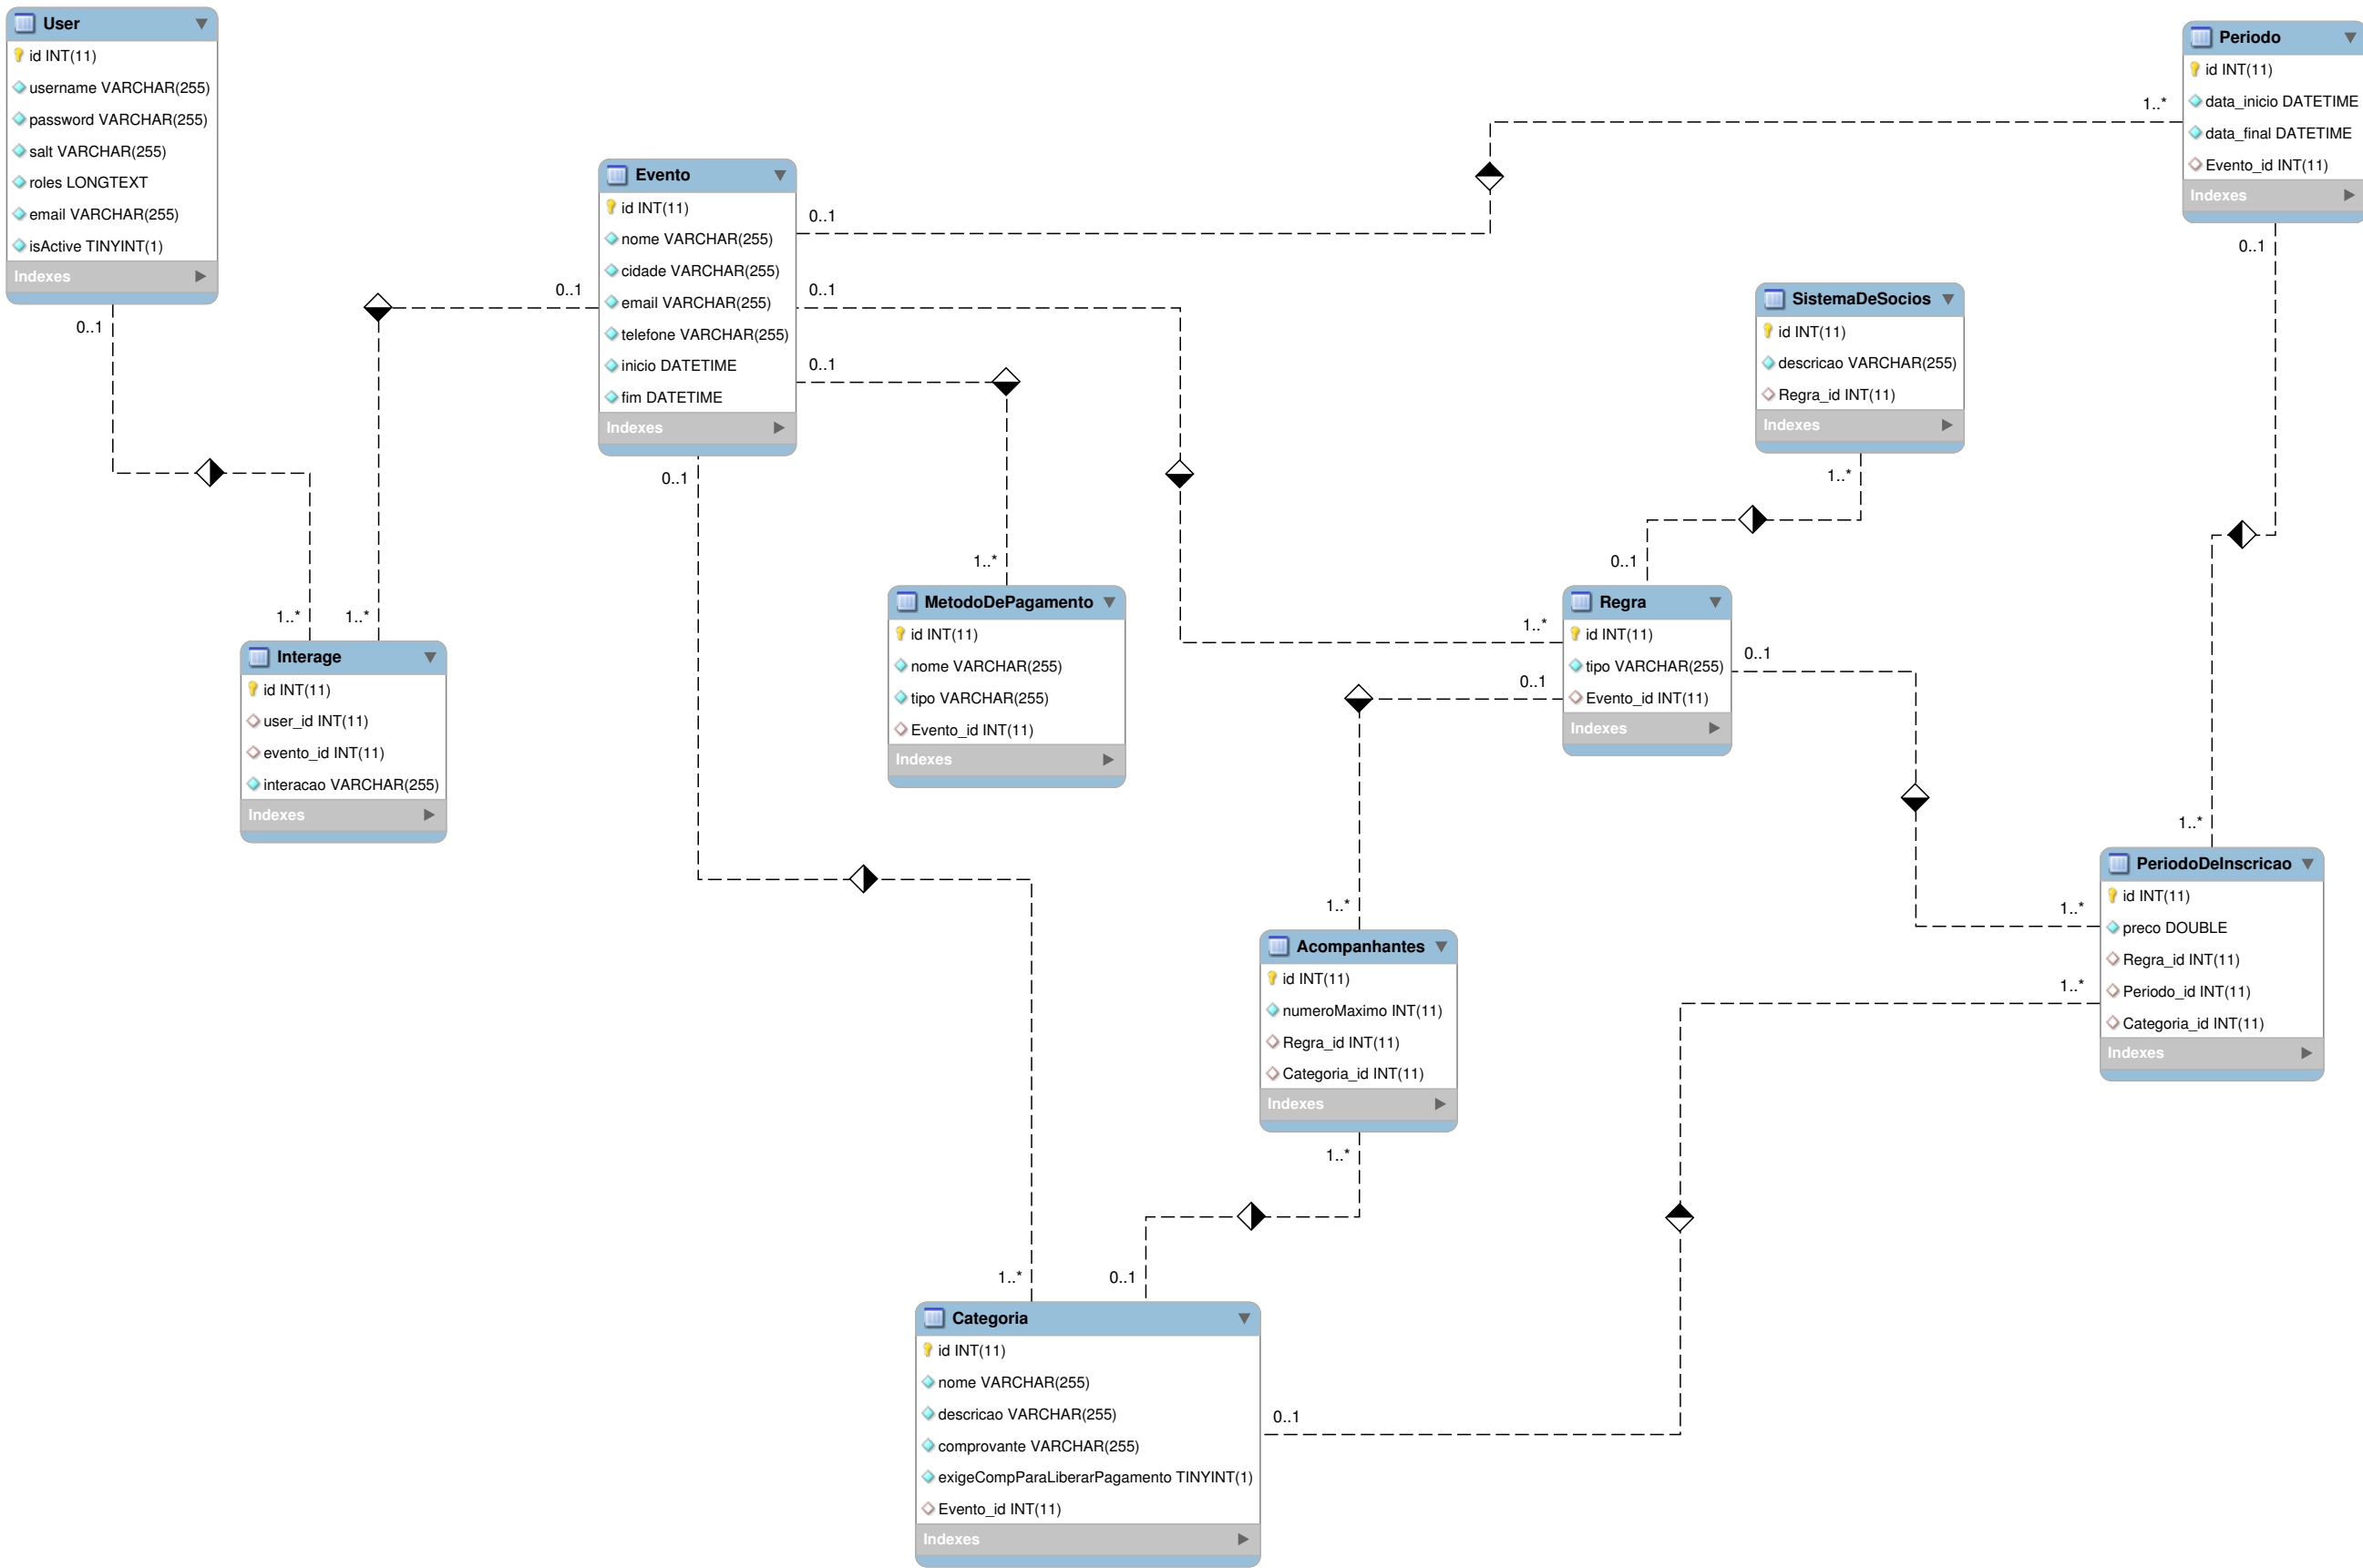 User
id INT(11)
username VARCHAR(255)
password VARCHAR(255)
salt VARCHAR(255)
roles LONGTEXT
email VARCHAR(255)
isActive TINYINT(1)
Indexes
0..1
Periodo
id INT(11)
data_inicio DATETIME
data_final DATETIME
Evento_id INT(11)
Indexes
1..*
0..1
Evento
id INT(11)
nome VARCHAR(255)
cidade VARCHAR(255)
email VARCHAR(255)
telefone VARCHAR(255)
inicio DATETIME
fim DATETIME
Indexes
0..1
0..1
0..1
0..1
0..1
SistemaDeSocios
id INT(11)
descricao VARCHAR(255)
Regra_id INT(11)
Indexes
1..*
MetodoDePagamento
id INT(11)
nome VARCHAR(255)
tipo VARCHAR(255)
Evento_id INT(11)
Indexes
1..*
Regra
id INT(11)
tipo VARCHAR(255)
Evento_id INT(11)
Indexes
0..1
1..*
0..1
0..1
Interage
id INT(11)
user_id INT(11)
evento_id INT(11)
interacao VARCHAR(255)
Indexes
1..*
1..*
PeriodoDeInscricao
id INT(11)
preco DOUBLE
Regra_id INT(11)
Periodo_id INT(11)
Categoria_id INT(11)
Indexes
1..*
1..*
1..*
Acompanhantes
id INT(11)
numeroMaximo INT(11)
Regra_id INT(11)
Categoria_id INT(11)
Indexes
1..*
1..*
Categoria
id INT(11)
nome VARCHAR(255)
descricao VARCHAR(255)
comprovante VARCHAR(255)
exigeCompParaLiberarPagamento TINYINT(1)
Evento_id INT(11)
Indexes
1..*
0..1
0..1